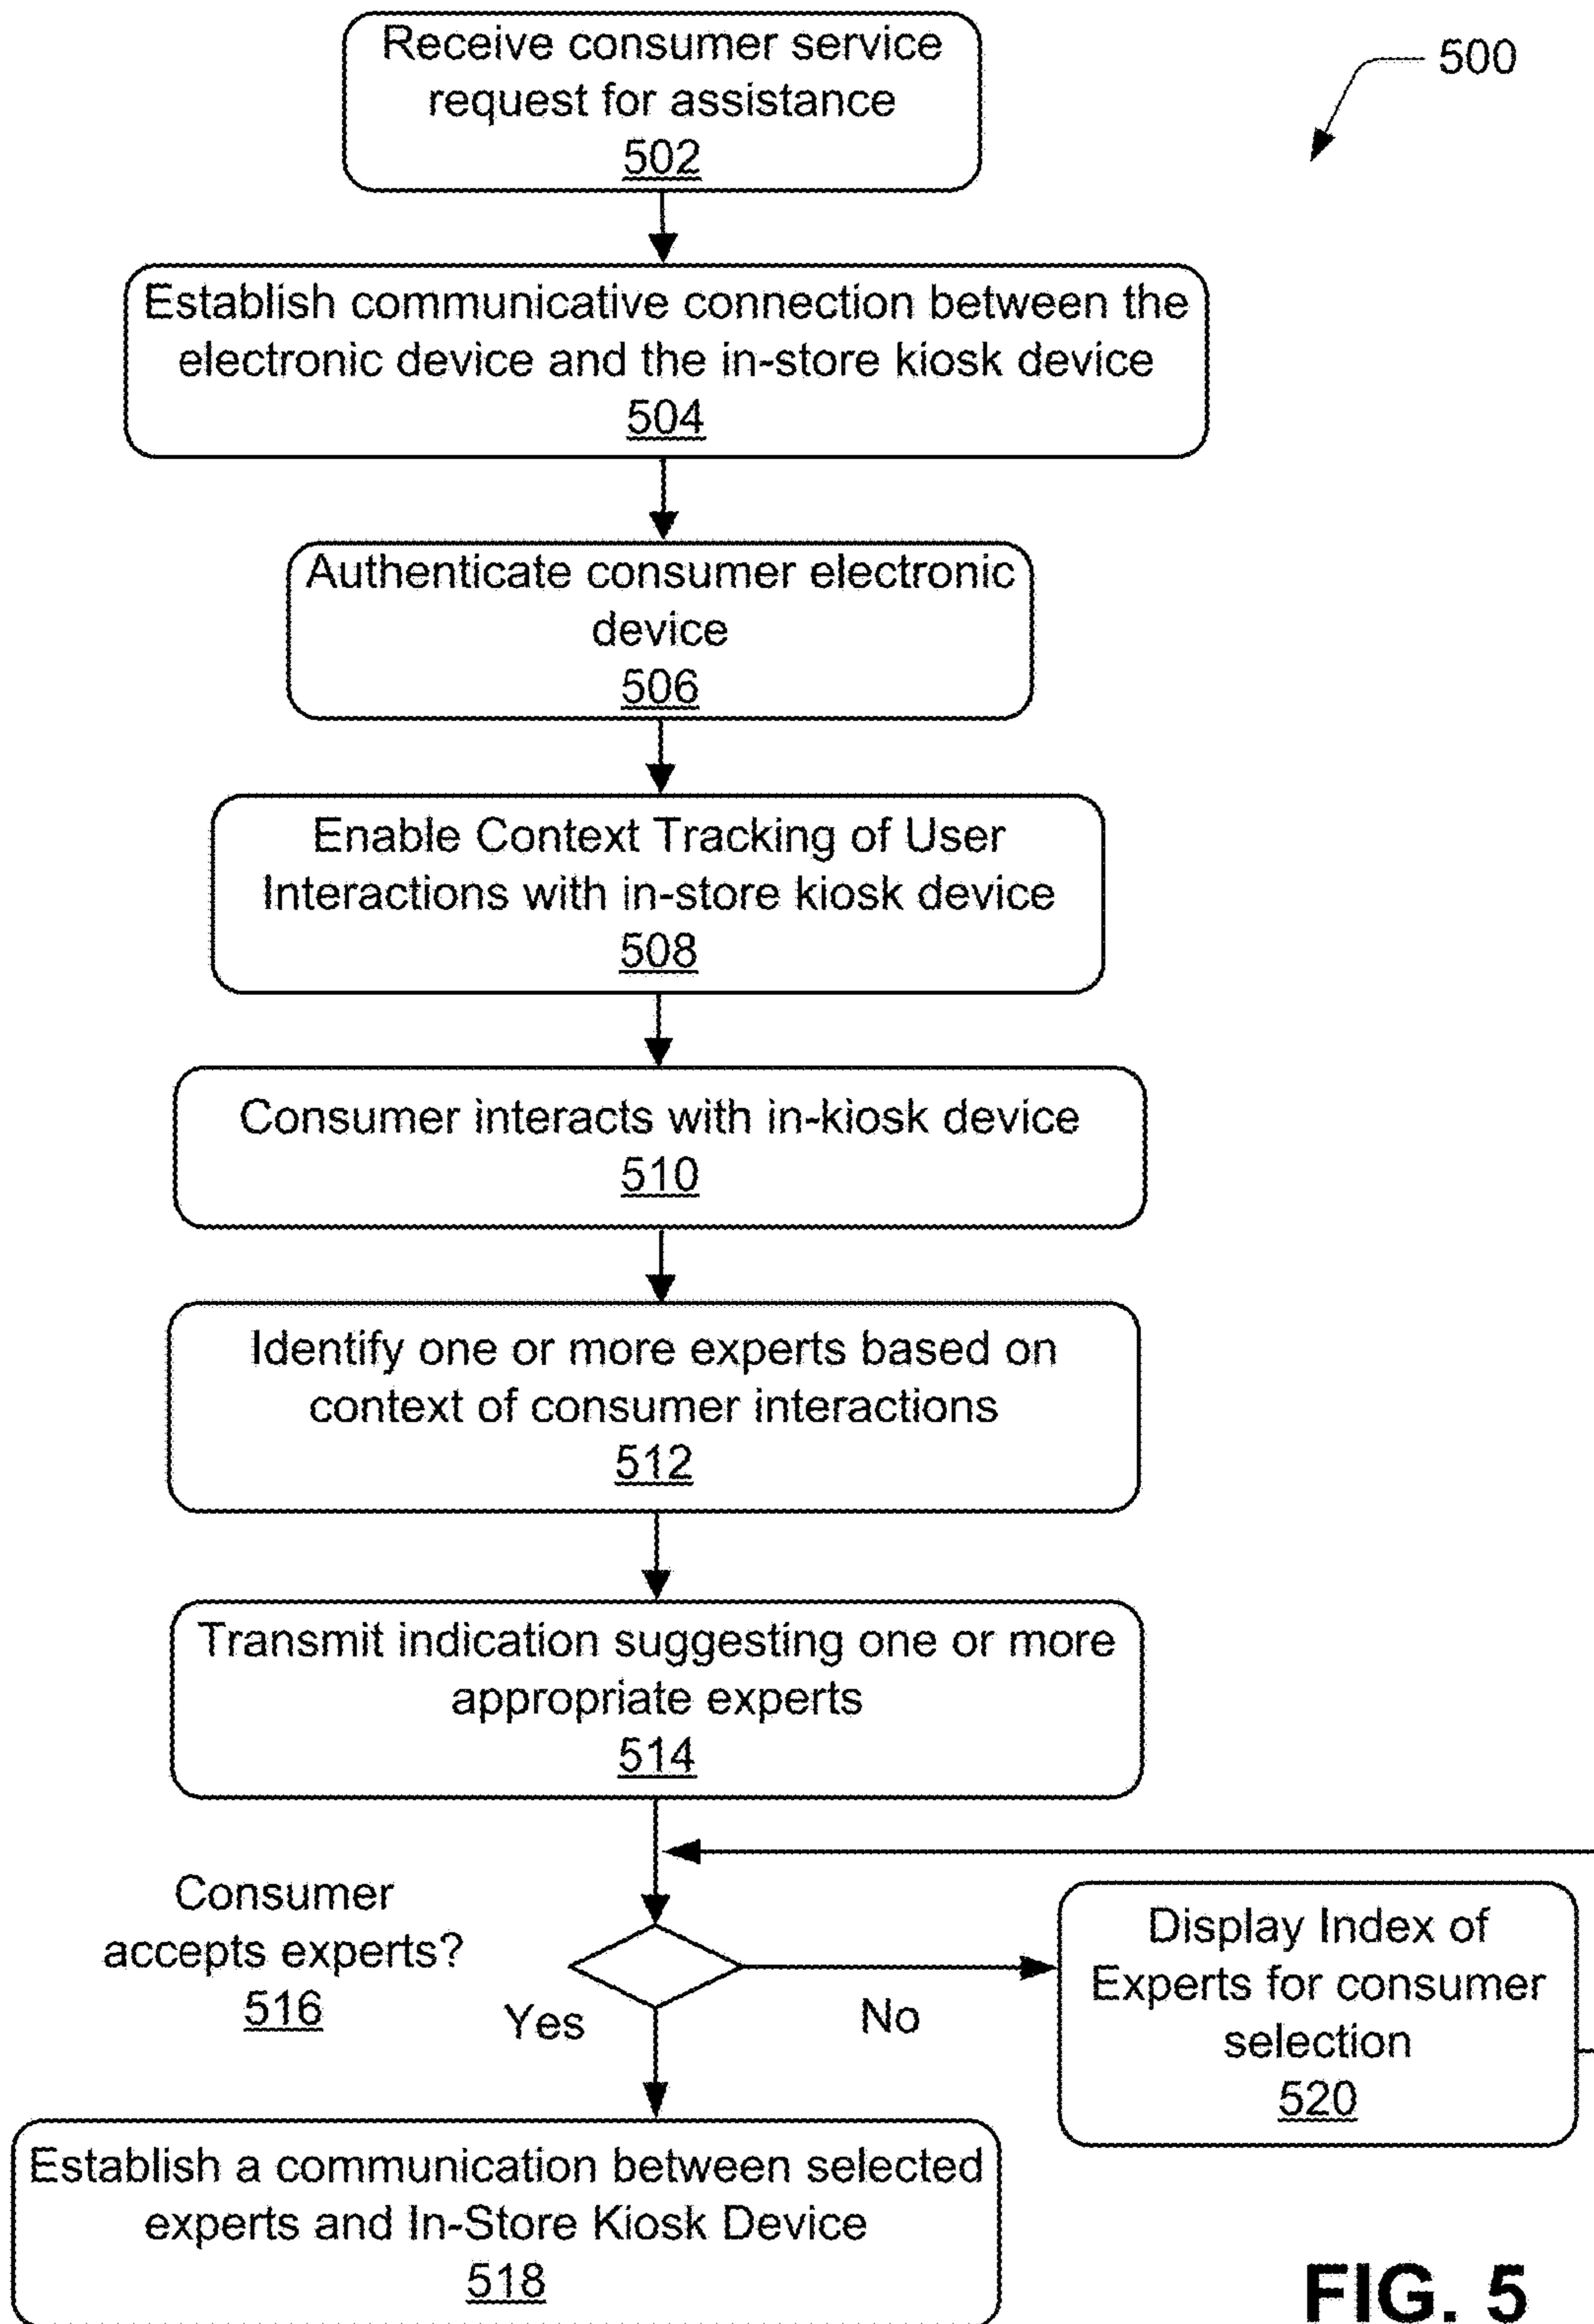 Receive consumer service
request for assistance
502
500
Establish communicative connection between the
electronic device and the in-store kiosk device
504
Authenticate consumer electronic
device
506
Enable Context Tracking of User
Interactions with in-store kiosk device
508
Consumer interacts with in-kiosk device
510
Identify one or more experts based on
context of consumer interactions
512
Transmit indication suggesting one or more
appropriate experts
514
Consumer
accepts experts?
516
Yes
No
Display Index of
Experts for consumer
selection
520
Establish a communication between selected
experts and In-Store Kiosk Device
518
FIG. 5